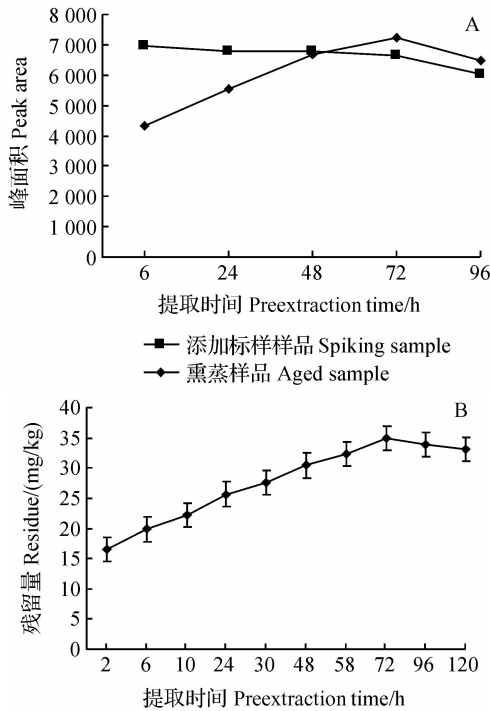 A
峰面积 Peak area
8 000
7 000
6 000
5 000
4 000
3 000
2 000
1 000
0
6 24 48 72 96
提取时间 Preextraction time/h
添加标样样品 Spiking sample
熏蒸样品 Aged sample
B
残留量 Residue/(mg/kg)
40
35
30
25
20
15
10
5
0
2 6 10 24 30 48 58 72 96 120
提取时间 Preextraction time/h